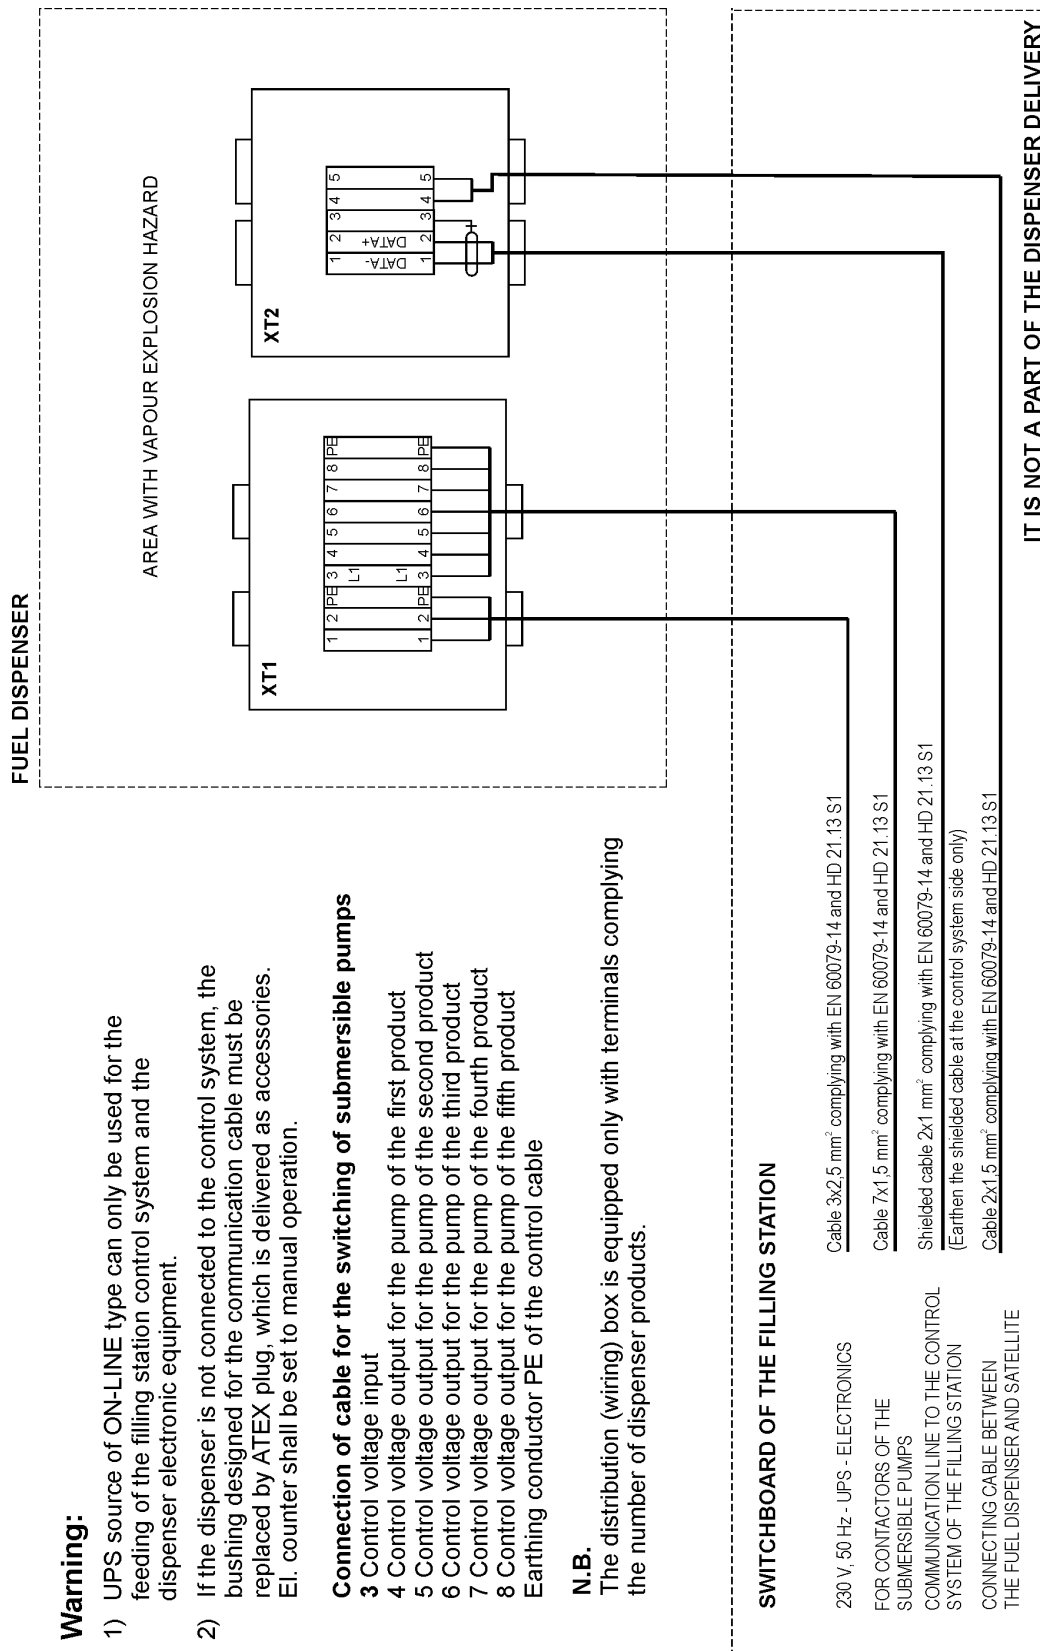 FUEL DISPENSER
AREA WITH VAPOUR EXPLOSION HAZARD
XT1
1 2 PE 3 4 5 6 7 8 PE
L1
L1
1 2 PE 3 4 5 6 7 8 PE
XT2
1 2 3 4 5
DATA- DATA+
1 2 3 4 5
Warning:
1) UPS source of ON-LINE type can only be used for the
feeding of the filling station control system and the
dispenser electronic equipment.
2) If the dispenser is not connected to the control system, the
bushing designed for the communication cable must be
replaced by ATEX plug, which is delivered as accessories.
El. counter shall be set to manual operation.
Connection of cable for the switching of submersible pumps
3 Control voltage input
4 Control voltage output for the pump of the first product
5 Control voltage output for the pump of the second product
6 Control voltage output for the pump of the third product
7 Control voltage output for the pump of the fourth product
8 Control voltage output for the pump of the fifth product
Earthing conductor PE of the control cable
N.B.
The distribution (wiring) box is equipped only with terminals complying
the number of dispenser products.
SWITCHBOARD OF THE FILLING STATION
230 V, 50 Hz - UPS - ELECTRONICS
Cable 3x2,5 mm² complying with EN 60079-14 and HD 21.13 S1
FOR CONTACTORS OF THE
SUBMERSIBLE PUMPS
Cable 7x1,5 mm² complying with EN 60079-14 and HD 21.13 S1
COMMUNICATION LINE TO THE CONTROL
SYSTEM OF THE FILLING STATION
Shielded cable 2x1 mm² complying with EN 60079-14 and HD 21.13 S1
(Earthen the shielded cable at the control system side only)
CONNECTING CABLE BETWEEN
THE FUEL DISPENSER AND SATELLITE
Cable 2x1,5 mm² complying with EN 60079-14 and HD 21.13 S1
IT IS NOT A PART OF THE DISPENSER DELIVERY